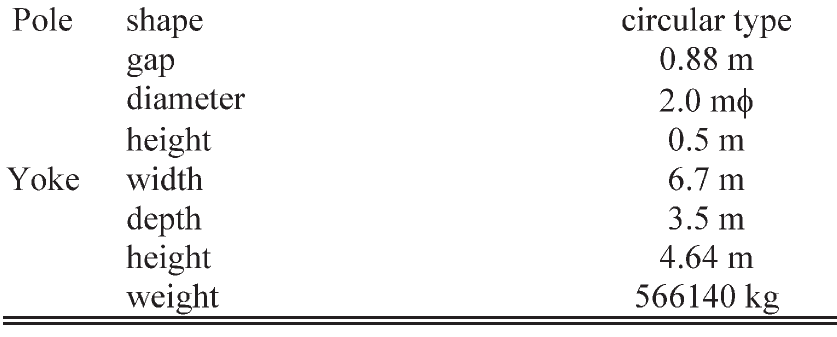 Pole shape circular type
gap 0.88 m
diameter 2.0 mϕ
height 0.5 m
Yoke width 6.7 m
depth 3.5 m
height 4.64 m
weight 566140 kg